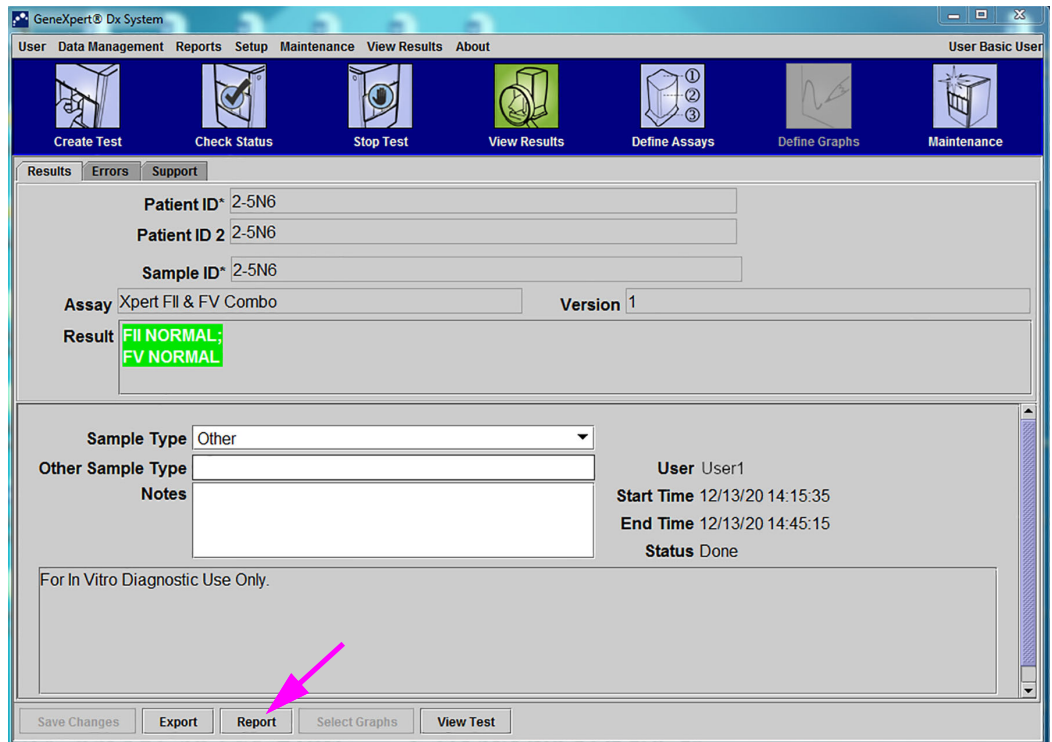 GeneXpert® Dx System
User Data Management Reports Setup Maintenance View Results About User Basic User
Create Test Check Status Stop Test View Results Define Assays Define Graphs Maintenance
Results Errors Support
Patient ID* 2-5N6
Patient ID 2 2-5N6
Sample ID* 2-5N6
Assay Xpert FII & FV Combo Version 1
Result FII NORMAL;
FV NORMAL
Sample Type Other
Other Sample Type User User1
Notes Start Time 12/13/20 14:15:35
End Time 12/13/20 14:45:15
Status Done
For In Vitro Diagnostic Use Only.
Save Changes Export Report Select Graphs View Test